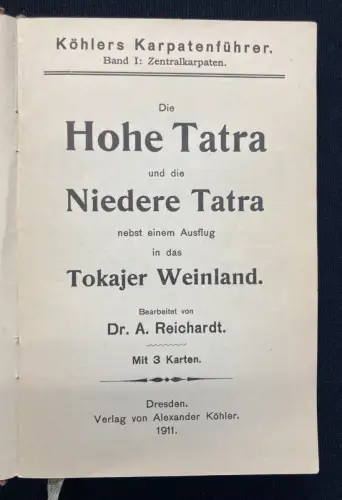 Köhlers Karpatenführer.
Band I: Zentralkarpaten.
Die
Hohe Tatra
und die
Niedere Tatra
nebst einem Ausflug
in das
Tokajer Weinland.
Bearbeitet von
Dr. A. Reichardt.
Mit 3 Karten.
Dresden.
Verlag von Alexander Köhler.
1911.